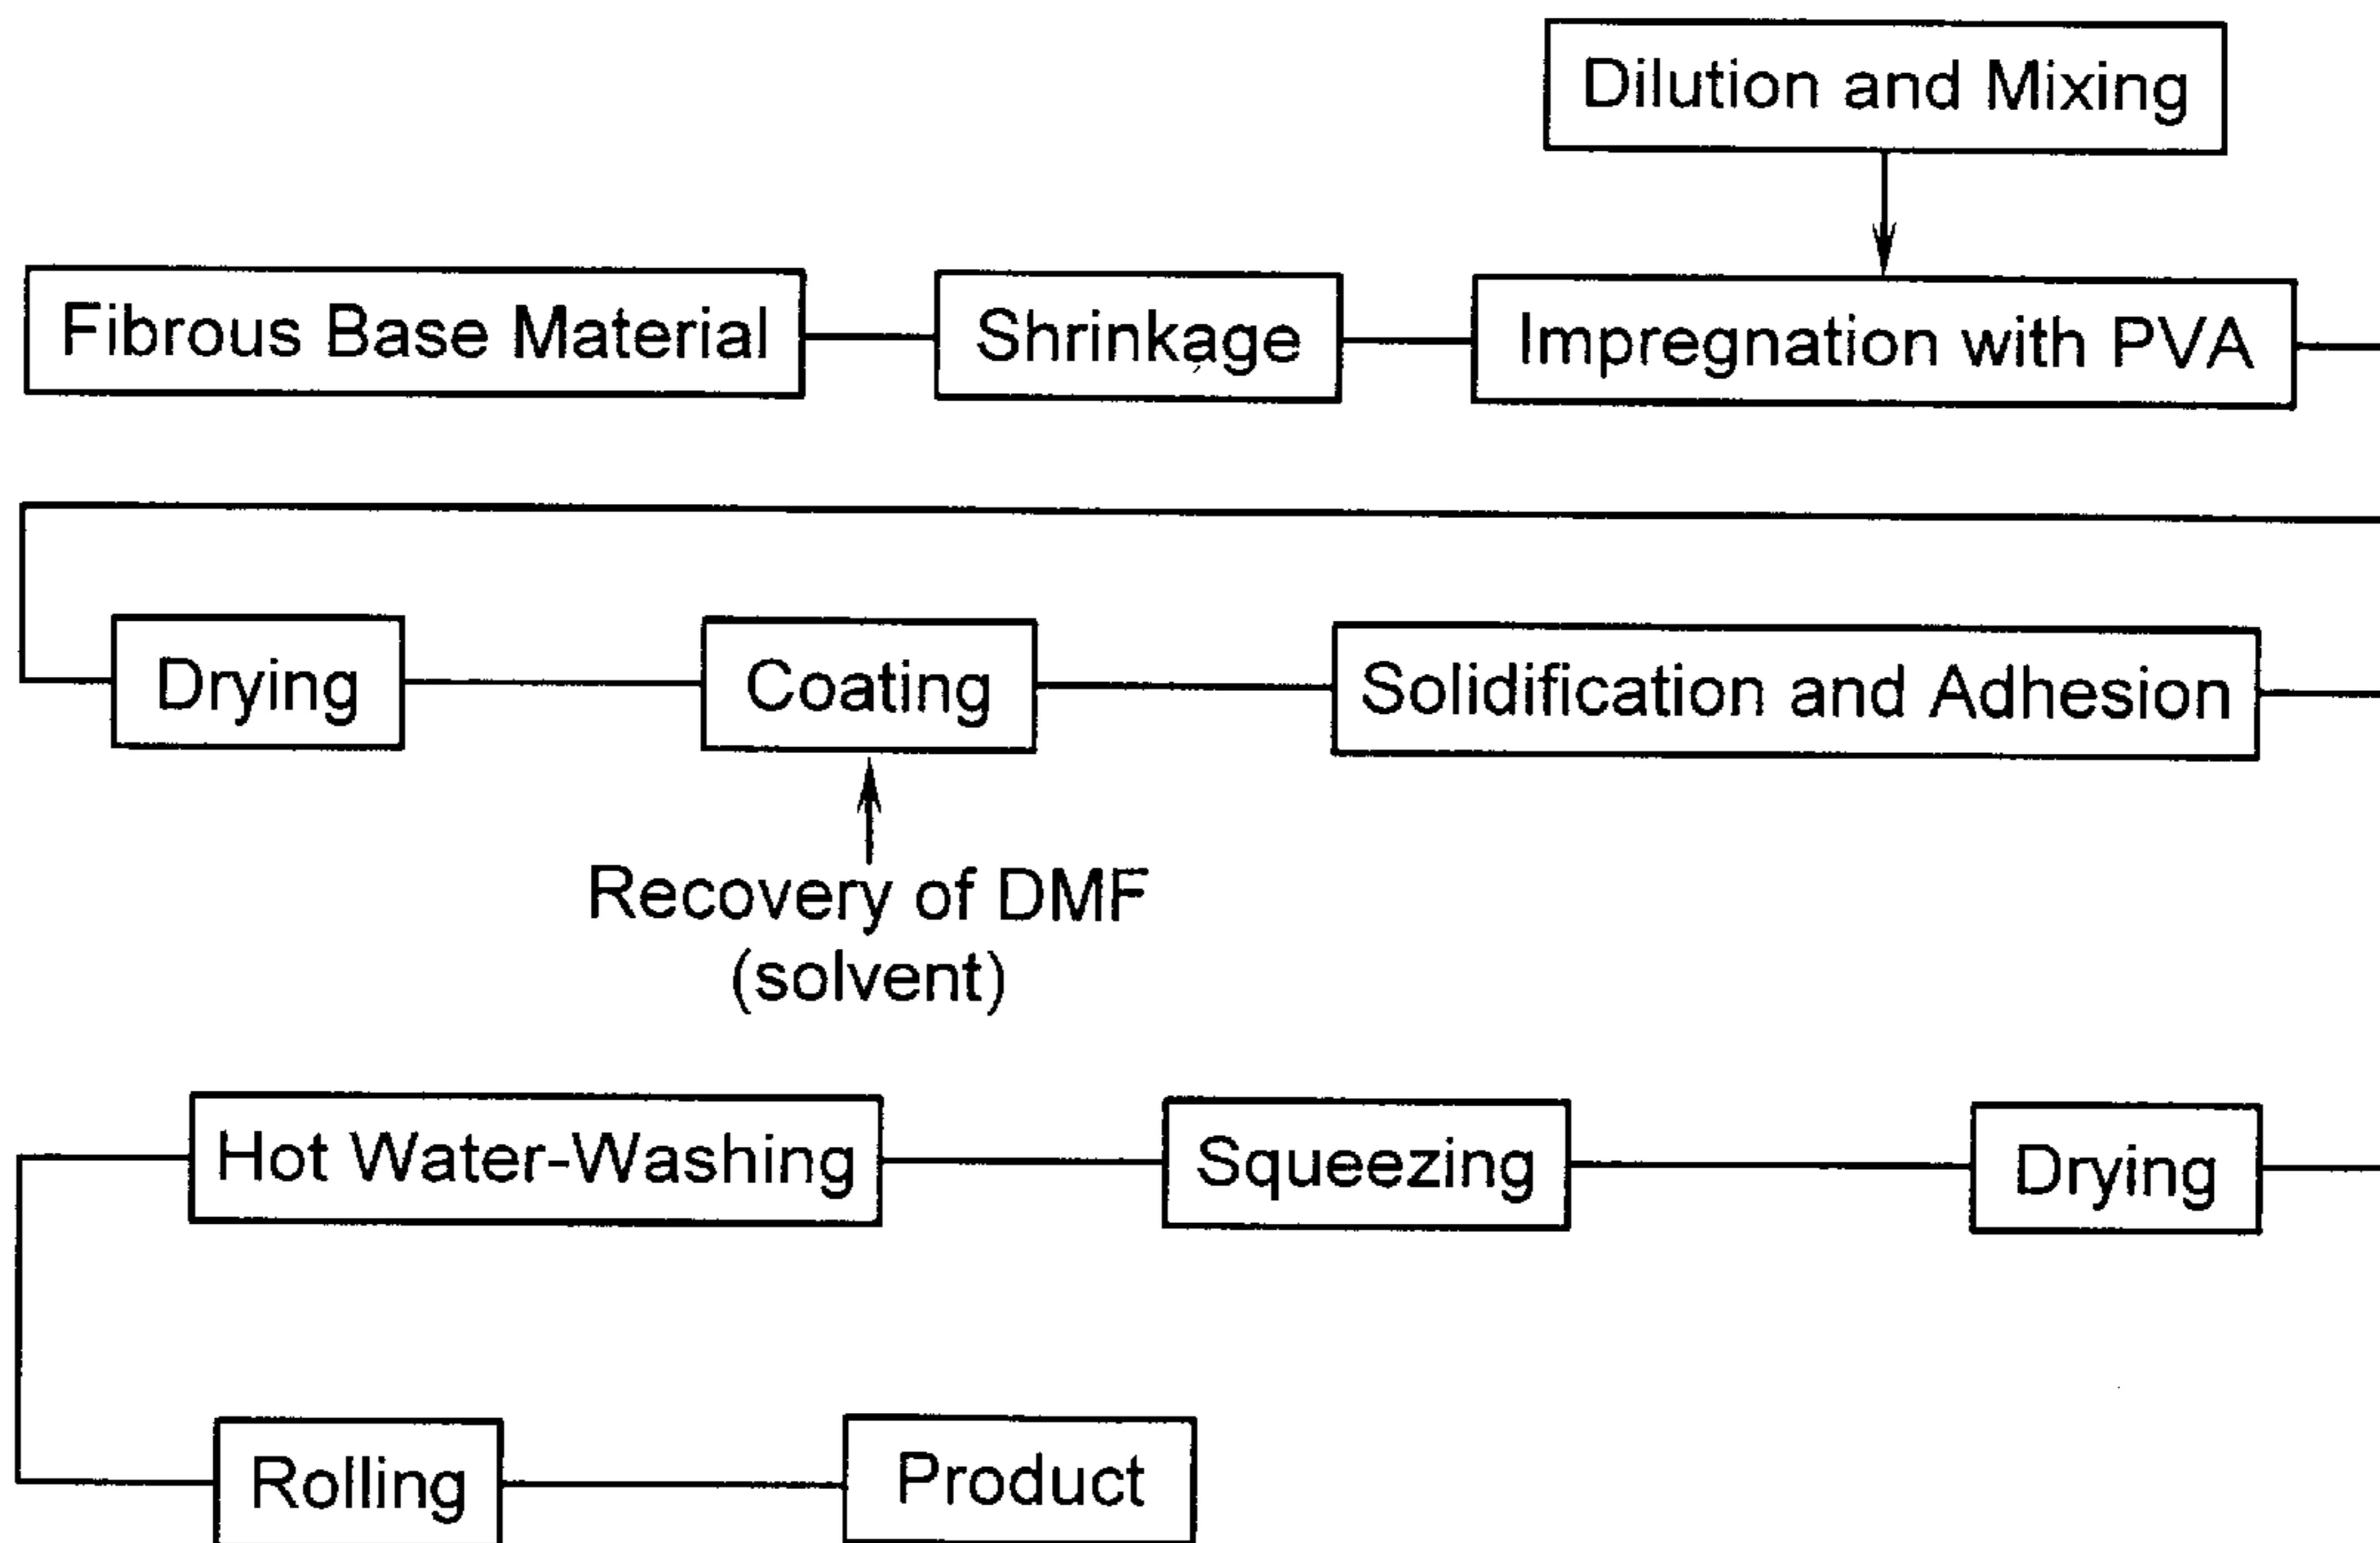 Dilution and Mixing
Fibrous Base Material
Shrinkage
Impregnation with PVA
Drying
Coating
Solidification and Adhesion
Recovery of DMF
(solvent)
Hot Water-Washing
Squeezing
Drying
Rolling
Product